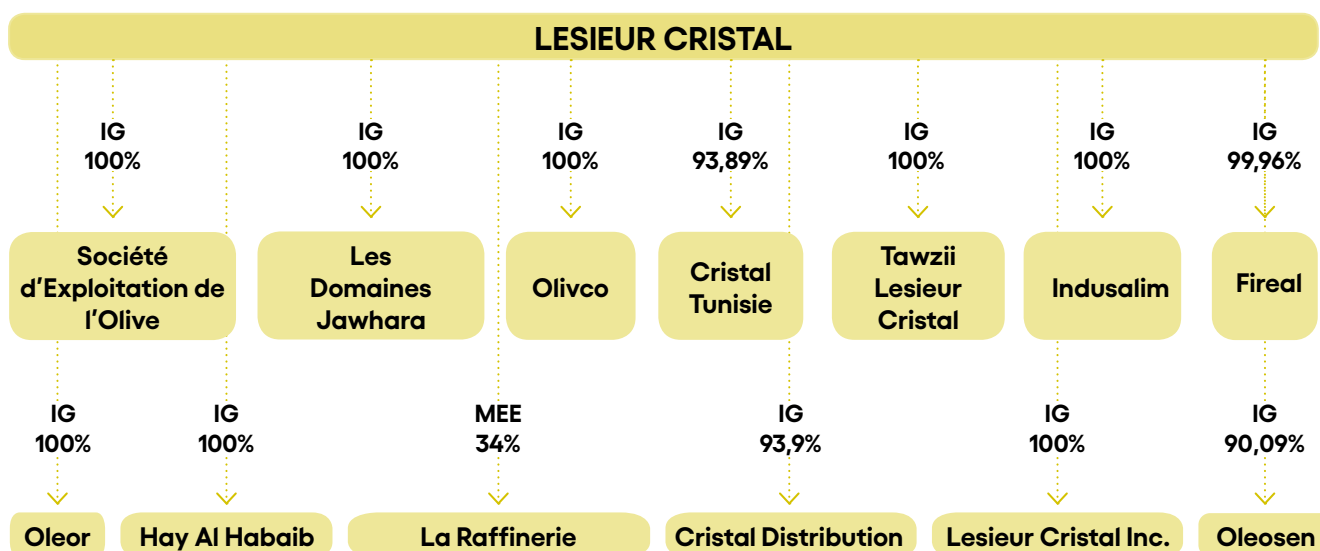 LESIEUR CRISTAL
IG
100%
IG
100%
IG
100%
IG
93,89%
IG
100%
IG
100%
IG
99,96%
Société
d'Exploitation de
l'Olive
Les
Domaines
Jawhara
Olivco
Cristal
Tunisie
Tawzii
Lesieur
Cristal
Indusalim
Fireal
IG
100%
IG
100%
MEE
34%
IG
93,9%
IG
100%
IG
90,09%
Oleor
Hay Al Habaib
La Raffinerie
Cristal Distribution
Lesieur Cristal Inc.
Oleosen